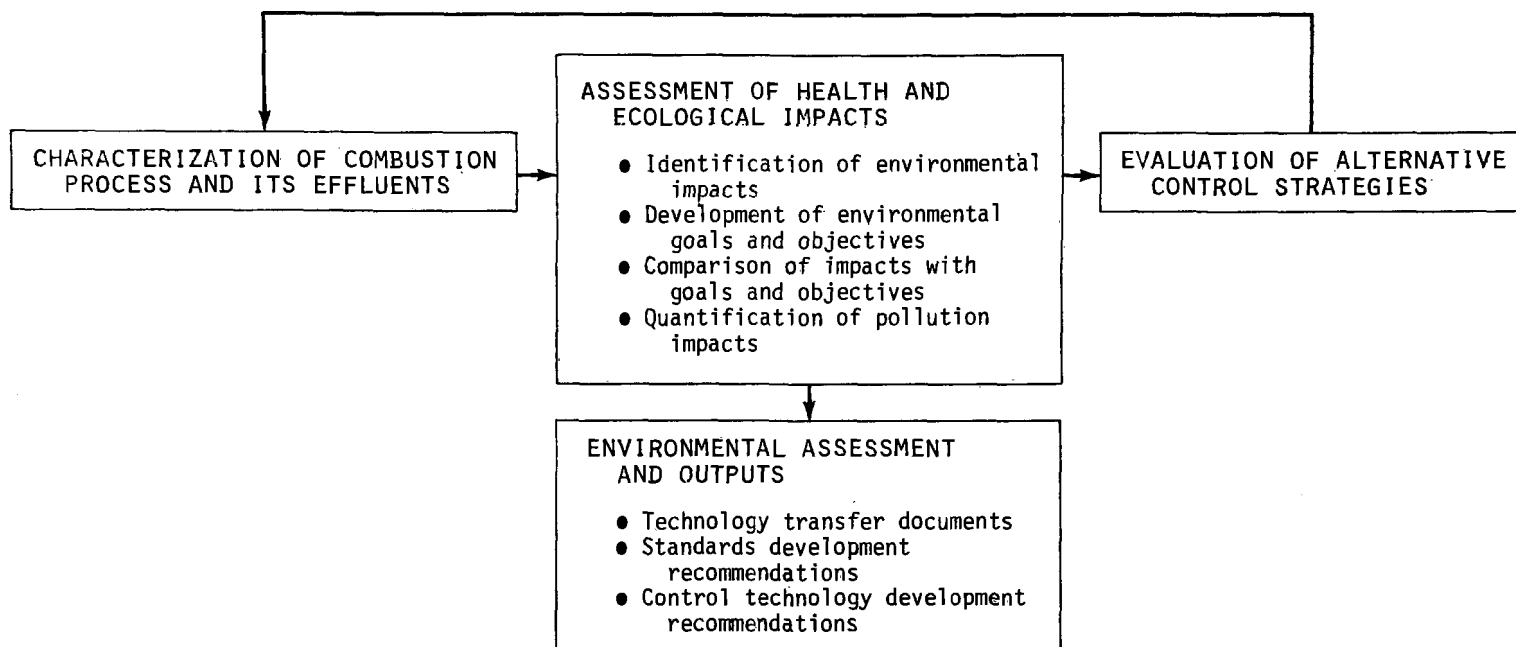 CHARACTERIZATION OF COMBUSTION
PROCESS AND ITS EFFLUENTS
ASSESSMENT OF HEALTH AND
ECOLOGICAL IMPACTS
● Identification of environmental
impacts
● Development of environmental
goals and objectives
● Comparison of impacts with
goals and objectives
● Quantification of pollution
impacts
EVALUATION OF ALTERNATIVE
CONTROL STRATEGIES
ENVIRONMENTAL ASSESSMENT
AND OUTPUTS
● Technology transfer documents
● Standards development
recommendations
● Control technology development
recommendations